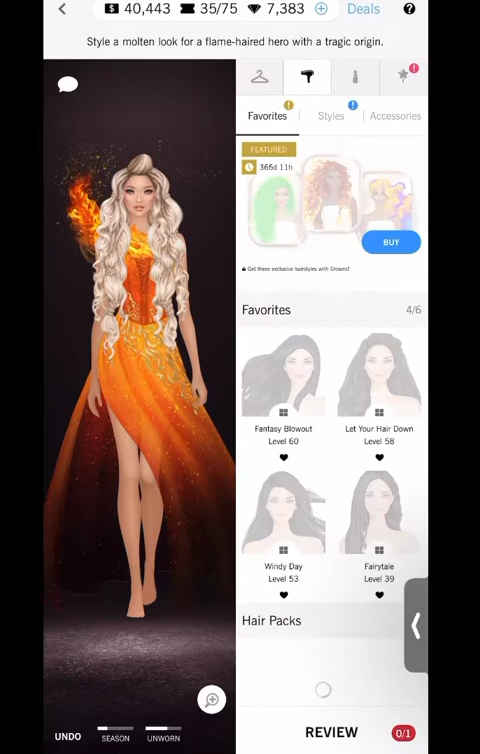 $ 40,443 35/75 7,383 Deals ?
Style a molten look for a flame-haired hero with a tragic origin.
Favorites Styles Accessories
FEATURED
365d 11h
BUY
Get these exclusive hairstyles with Crowns!
Favorites 4/6
Fantasy Blowout
Level 60
Let Your Hair Down
Level 58
Windy Day
Level 53
Fairytale
Level 39
Hair Packs
UNDO SEASON UNWORN REVIEW 0/1